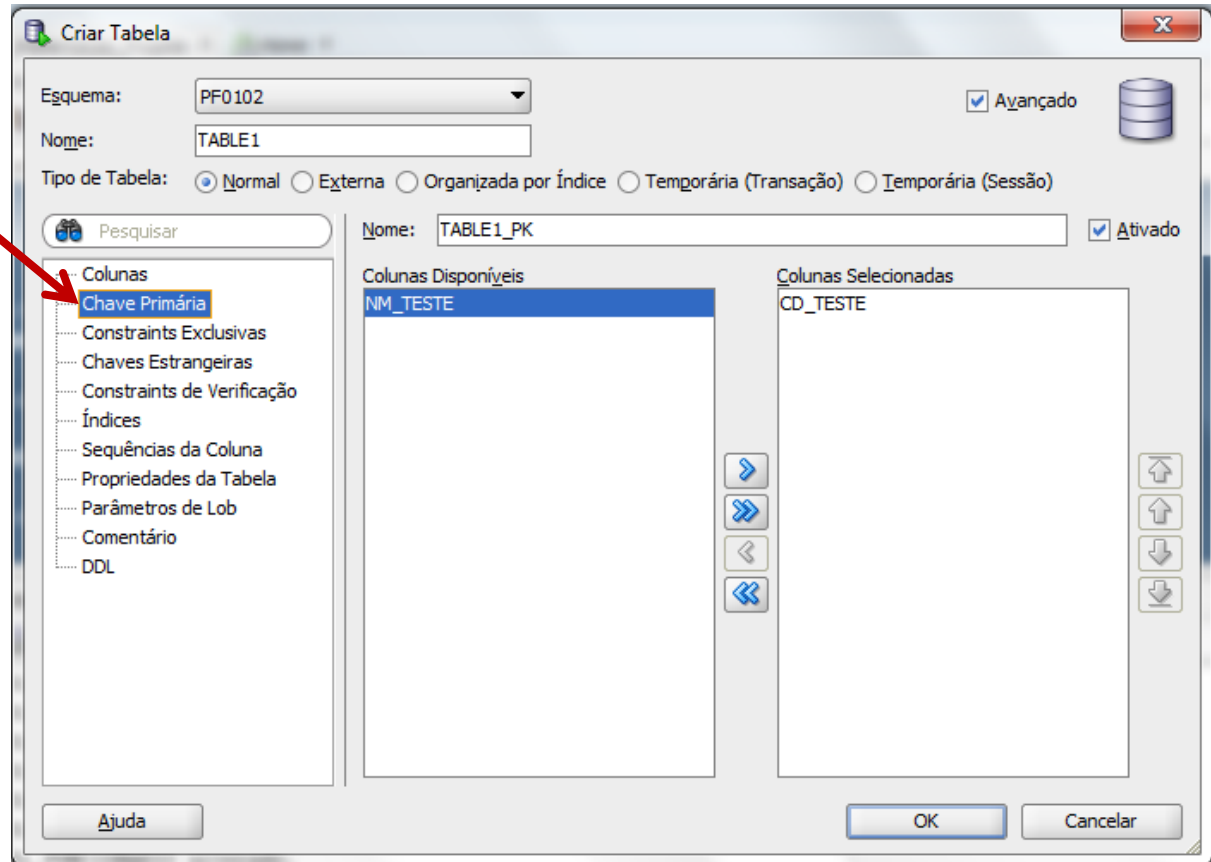 Criar Tabela
Esquema: PF0102 Avançado
Nome: TABLE1
Tipo de Tabela: Normal Externa Organizada por Índice Temporária (Transação) Temporária (Sessão)
Pesquisar
Nome: TABLE1_PK Ativado
Colunas
Chave Primária
Constraints Exclusivas
Chaves Estrangeiras
Constraints de Verificação
Índices
Sequências da Coluna
Propriedades da Tabela
Parâmetros de Lob
Comentário
DDL
Colunas Disponíveis
NM_TESTE
Colunas Selecionadas
CD_TESTE
Ajuda OK Cancelar